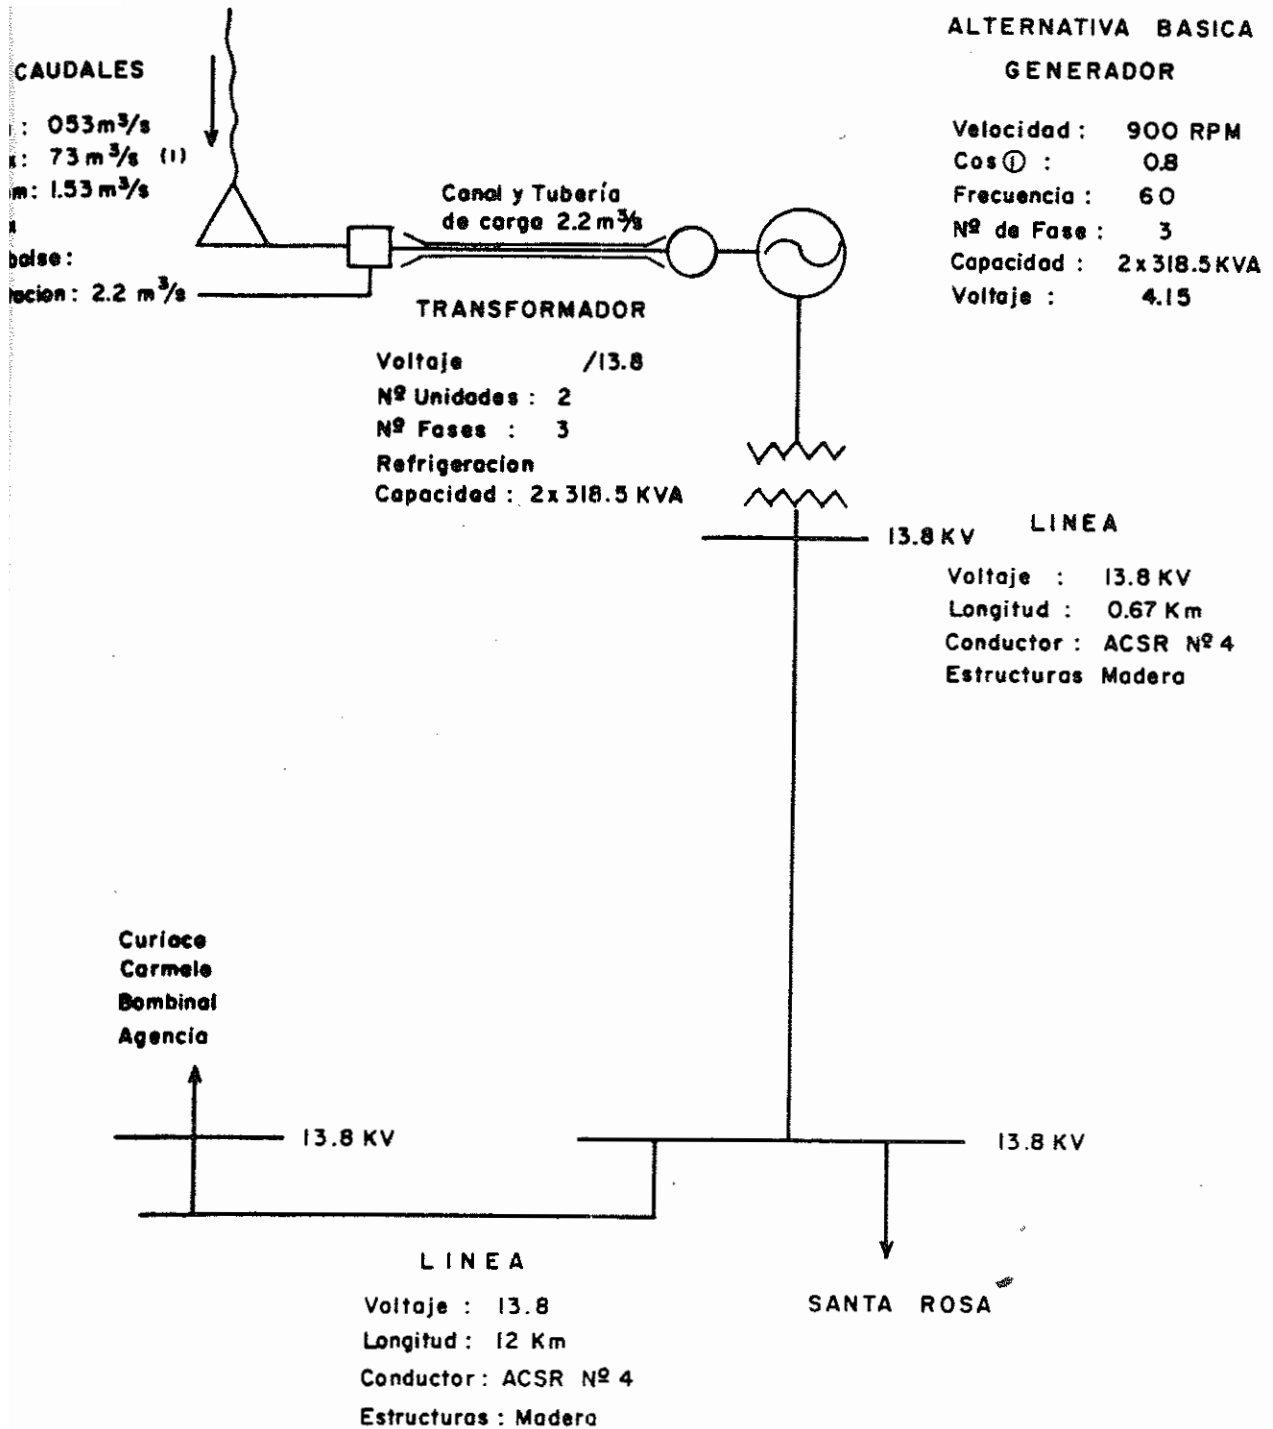 ALTERNATIVA BASICA
GENERADOR
Velocidad : 900 RPM
Cos Ⓘ : 0.8
Frecuencia : 60
Nº de Fase : 3
Capacidad : 2x318.5 KVA
Voltaje : 4.15
CAUDALES
: 053 m³/s
: 73 m³/s (1)
m: 1.53 m³/s
balse :
acion : 2.2 m³/s
Canal y Tubería
de carga 2.2 m³/s
TRANSFORMADOR
Voltaje /13.8
Nº Unidades : 2
Nº Fases : 3
Refrigeracion
Capacidad : 2x318.5 KVA
13.8 KV
LINEA
Voltaje : 13.8 KV
Longitud : 0.67 Km
Conductor : ACSR Nº 4
Estructuras Madera
Curiace
Carmelo
Bombinal
Agencia
13.8 KV
13.8 KV
LINEA
Voltaje : 13.8
Longitud : 12 Km
Conductor : ACSR Nº 4
Estructuras : Madera
SANTA ROSA